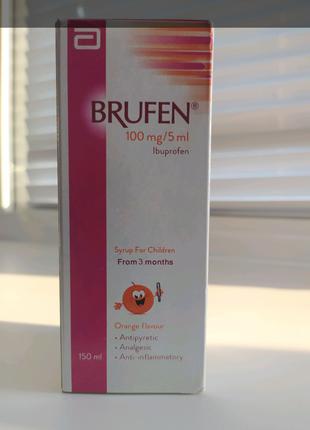 BRUFEN®
100 mg/5 ml
Ibuprofen
Syrup For Children
From 3 months
Orange flavour
• Antipyretic
• Analgesic
• Anti-inflammatory
150 ml